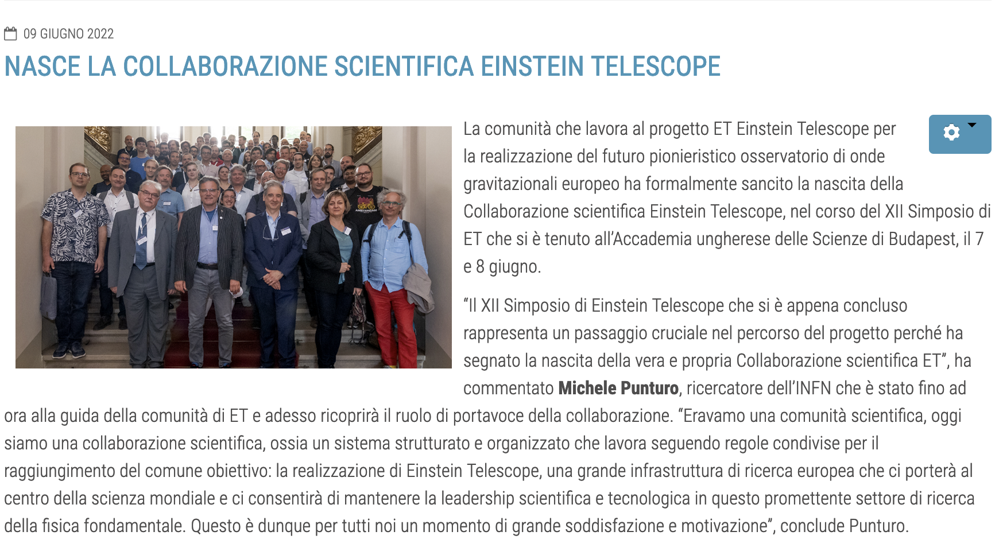 09 GIUGNO 2022
NASCE LA COLLABORAZIONE SCIENTIFICA EINSTEIN TELESCOPE
La comunità che lavora al progetto ET Einstein Telescope per
la realizzazione del futuro pionieristico osservatorio di onde
gravitazionali europeo ha formalmente sancito la nascita della
Collaborazione scientifica Einstein Telescope, nel corso del XII Simposio di
ET che si è tenuto all’Accademia ungherese delle Scienze di Budapest, il 7
e 8 giugno.
“Il XII Simposio di Einstein Telescope che si è appena concluso
rappresenta un passaggio cruciale nel percorso del progetto perché ha
segnato la nascita della vera e propria Collaborazione scientifica ET”, ha
commentato Michele Punturo, ricercatore dell’INFN che è stato fino ad
ora alla guida della comunità di ET e adesso ricoprirà il ruolo di portavoce della collaborazione. “Eravamo una comunità scientifica, oggi
siamo una collaborazione scientifica, ossia un sistema strutturato e organizzato che lavora seguendo regole condivise per il
raggiungimento del comune obiettivo: la realizzazione di Einstein Telescope, una grande infrastruttura di ricerca europea che ci porterà al
centro della scienza mondiale e ci consentirà di mantenere la leadership scientifica e tecnologica in questo promettente settore di ricerca
della fisica fondamentale. Questo è dunque per tutti noi un momento di grande soddisfazione e motivazione”, conclude Punturo.
AMSTERDAM